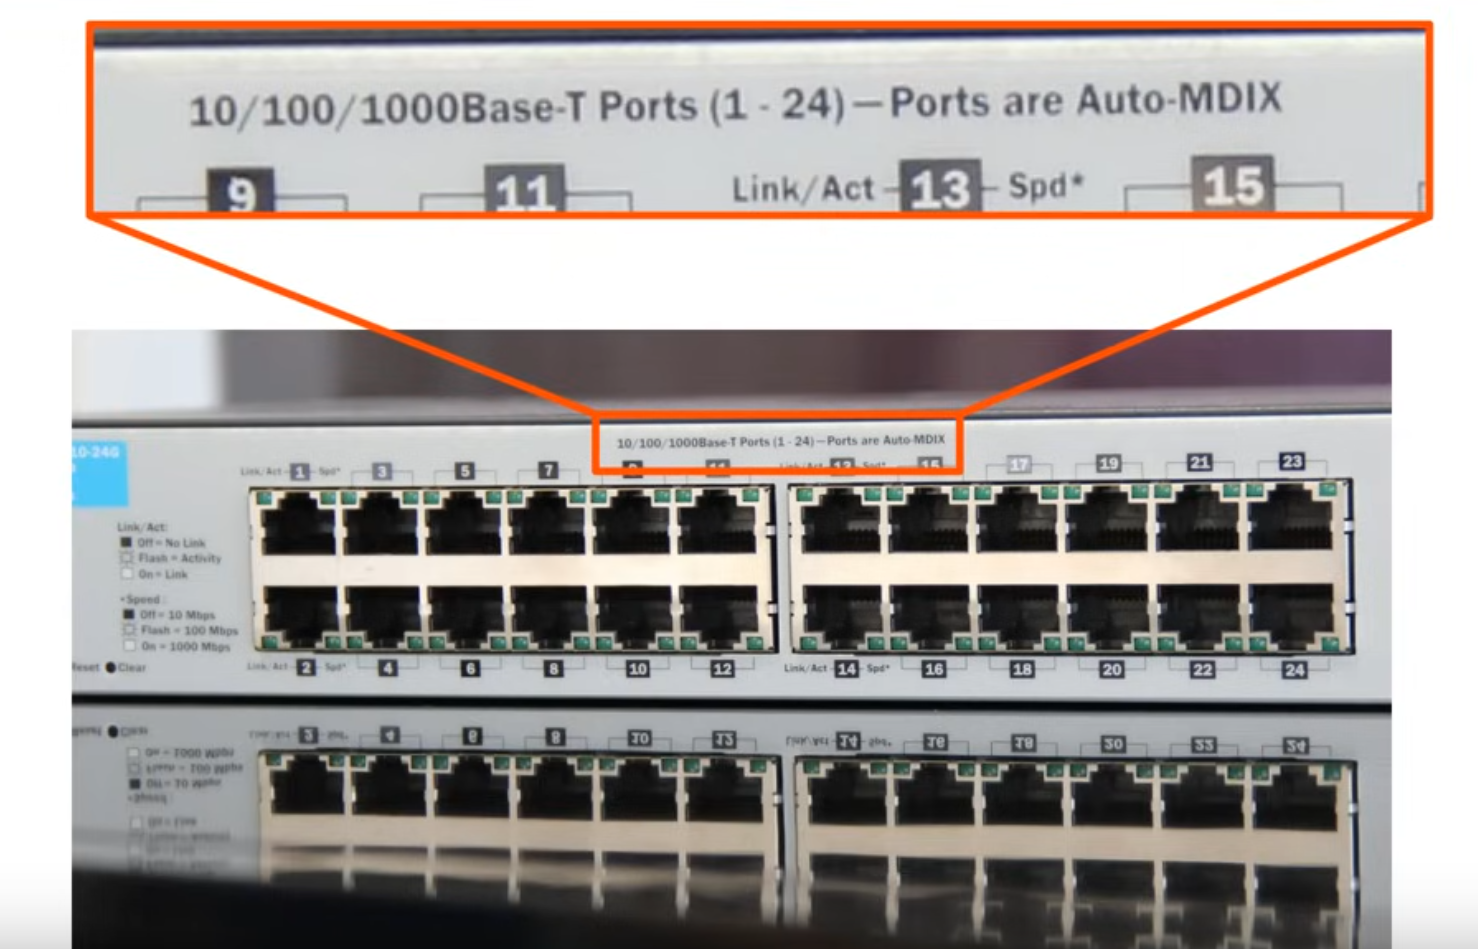 10/100/1000Base-T Ports (1 - 24) — Ports are Auto-MDIX
9 11 Link/Act 13 Spd* 15
10/100/1000Base-T Ports (1 - 24) — Ports are Auto-MDIX
10-24G
Link/Act 1 Spd* 3 5 7 9 11 Link/Act 13 Spd* 15 17 19 21 23
Link/Act:
Off = No Link
Flash = Activity
On = Link
*Speed:
Off = 10 Mbps
Flash = 100 Mbps
On = 1000 Mbps
Reset Clear
Link/Act 2 Spd* 4 6 8 10 12 Link/Act 14 Spd* 16 18 20 22 24